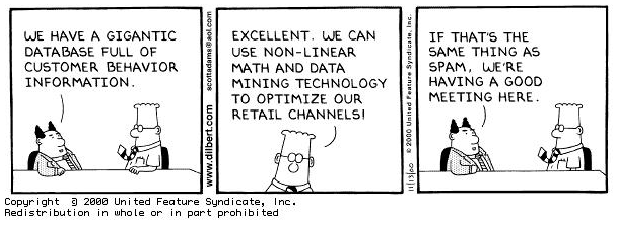 WE HAVE A GIGANTIC
DATABASE FULL OF
CUSTOMER BEHAVIOR
INFORMATION.
www.dilbert.com
scottadams@aol.com
EXCELLENT. WE CAN
USE NON-LINEAR
MATH AND DATA
MINING TECHNOLOGY
TO OPTIMIZE OUR
RETAIL CHANNELS!
11/13/00
© 2000 United Feature Syndicate, Inc.
IF THAT'S THE
SAME THING AS
SPAM, WE'RE
HAVING A GOOD
MEETING HERE.
Copyright © 2000 United Feature Syndicate, Inc.
Redistribution in whole or in part prohibited